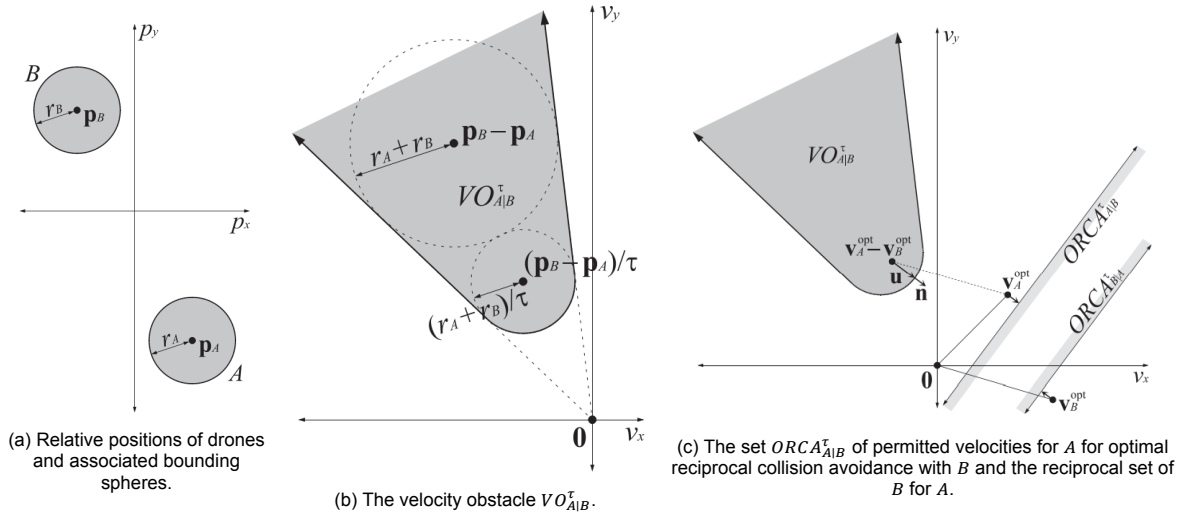 p_y
B
r_B
p_B
p_x
r_A
p_A
A
(a) Relative positions of drones
and associated bounding
spheres.
v_y
r_A + r_B
p_B − p_A
VO^τ_{A|B}
(p_B − p_A)/τ
(r_A + r_B)/τ
0
v_x
(b) The velocity obstacle VO^τ_{A|B}.
v_y
VO^τ_{A|B}
v_A^opt − v_B^opt
u
n
v_A^opt
ORCA^τ_{A|B}
ORCA^τ_{B|A}
0
v_x
v_B^opt
(c) The set ORCA^τ_{A|B} of permitted velocities for A for optimal
reciprocal collision avoidance with B and the reciprocal set of
B for A.